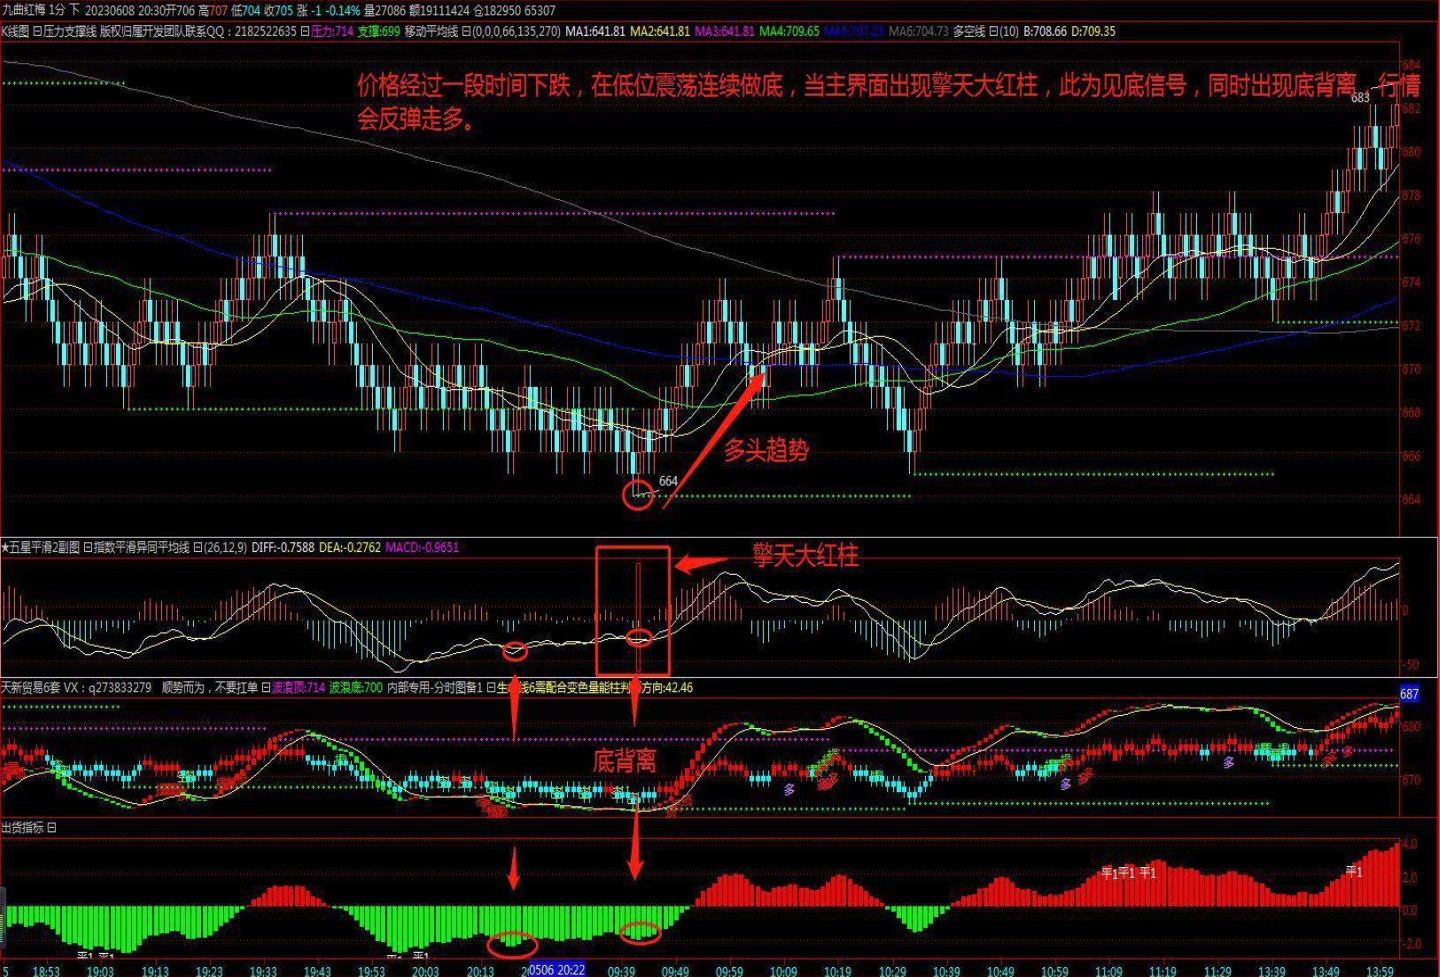 九曲红梅 1分 下 20230608 20:30开706 高707 低704 收705 涨 -1 -0.14% 量27086 额19111424 仓182950 65307
K线图 日压力支撑线 版权归属开发团队联系QQ：2182522635 日压力:714 支撑:699 移动平均线 日(0,0,0,66,135,270) MA1:641.81 MA2:641.81 MA3:641.81 MA4:709.65 MA5:707.23 MA6:704.73 多空线 日(10) B:708.66 D:709.35
价格经过一段时间下跌，在低位震荡连续做底，当主界面出现擎天大红柱，此为见底信号，同时出现底背离，行情
会反弹走多。
683
684
682
680
678
676
674
672
670
668
666
664
多头趋势
664
★五星平滑2副图 日指数平滑异同平均线 日(26,12,9) DIFF:-0.7588 DEA:-0.2762 MACD:-0.9651
擎天大红柱
0
-50
天新贸易6套 VX：q273833279 顺势而为，不要扛单 日波浪顶:714 波浪底:700 内部专用-分时图备1 日生 线6需配合变色量能柱判 方向:42.46
687
680
670
底背离
多
多
多
出货指标 日
4.0
2.0
0.0
-2.0
平1平1 平1
平1
平1 平1
平1
5 18:53 19:03 19:13 19:23 19:33 19:43 19:53 20:03 20:13 2 0506 20:22 09:39 09:49 09:59 10:09 10:19 10:29 10:39 10:49 10:59 11:09 11:19 11:29 13:39 13:49 13:59